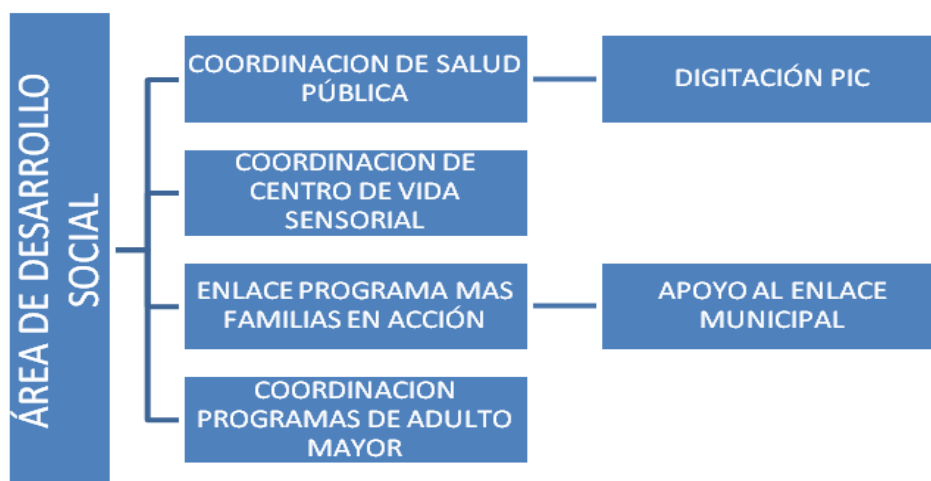 ÁREA DE DESARROLLO
SOCIAL
COORDINACION DE SALUD
PÚBLICA
DIGITACIÓN PIC
COORDINACION DE
CENTRO DE VIDA
SENSORIAL
ENLACE PROGRAMA MAS
FAMILIAS EN ACCIÓN
APOYO AL ENLACE
MUNICIPAL
COORDINACION
PROGRAMAS DE ADULTO
MAYOR